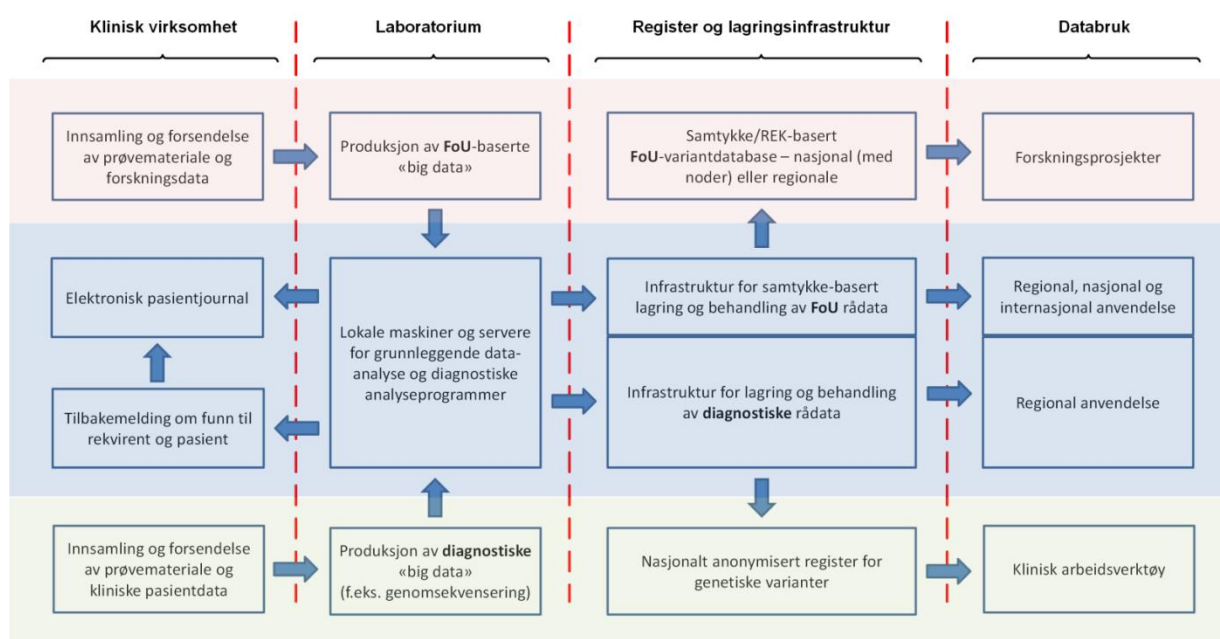 Klinisk virksomhet
Laboratorium
Register og lagringsinfrastruktur
Databruk
Innsamling og forsendelse
av prøvemateriale og
forskningsdata
Produksjon av FoU-baserte
«big data»
Samtykke/REK-basert
FoU-variantdatabase – nasjonal (med
noder) eller regionale
Forskningsprosjekter
Elektronisk pasientjournal
Lokale maskiner og servere
for grunnleggende data-
analyse og diagnostiske
analyseprogrammer
Infrastruktur for samtykke-basert
lagring og behandling av FoU rådata
Regional, nasjonal og
internasjonal anvendelse
Tilbakemelding om funn til
rekvirent og pasient
Infrastruktur for lagring og behandling
av diagnostiske rådata
Regional anvendelse
Innsamling og forsendelse
av prøvemateriale og
kliniske pasientdata
Produksjon av diagnostiske
«big data»
(f.eks. genomsekvensering)
Nasjonalt anonymisert register for
genetiske varianter
Klinisk arbeidsverktøy